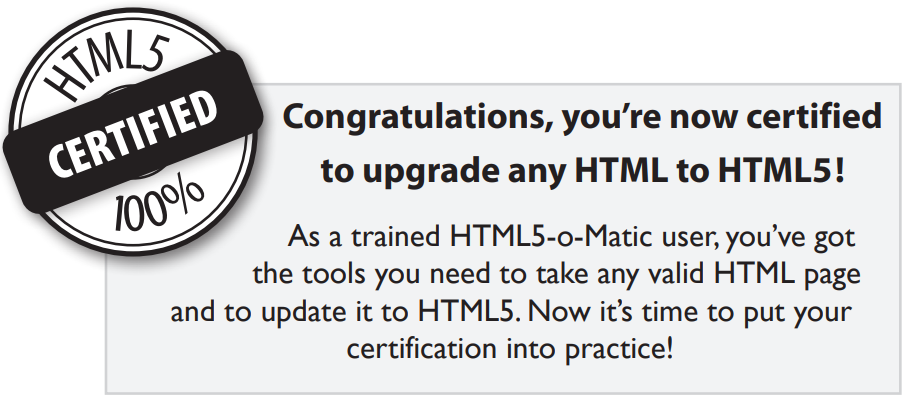 HTML5
CERTIFIED
100%
Congratulations, you’re now certified
to upgrade any HTML to HTML5!
As a trained HTML5-o-Matic user, you’ve got
the tools you need to take any valid HTML page
and to update it to HTML5. Now it’s time to put your
certification into practice!